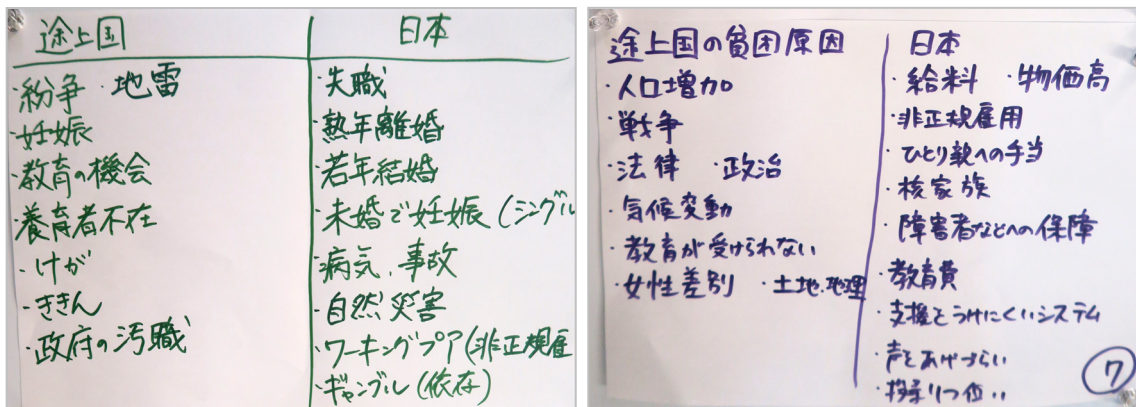 途上国
・紛争 ・地雷
・妊娠
・教育の機会
養育者不在
・けが
・ききん
・政府の汚職
日本
・失職
・熟年離婚
・若年結婚
・未婚で妊娠(シングル
・病気、事故
・自然災害
・ワーキングプア(非正規雇
・ギャンブル(依存)
途上国の貧困原因
・人口増加
・戦争
・法律 ・政治
・気候変動
・教育が受けられない
・女性差別 ・土地・地理
日本
・給料 ・物価高
・非正規雇用
・ひとり親への手当
・核家族
・障害者などへの保障
・教育費
・支援をうけにくいシステム
・声をあげづらい
⑦